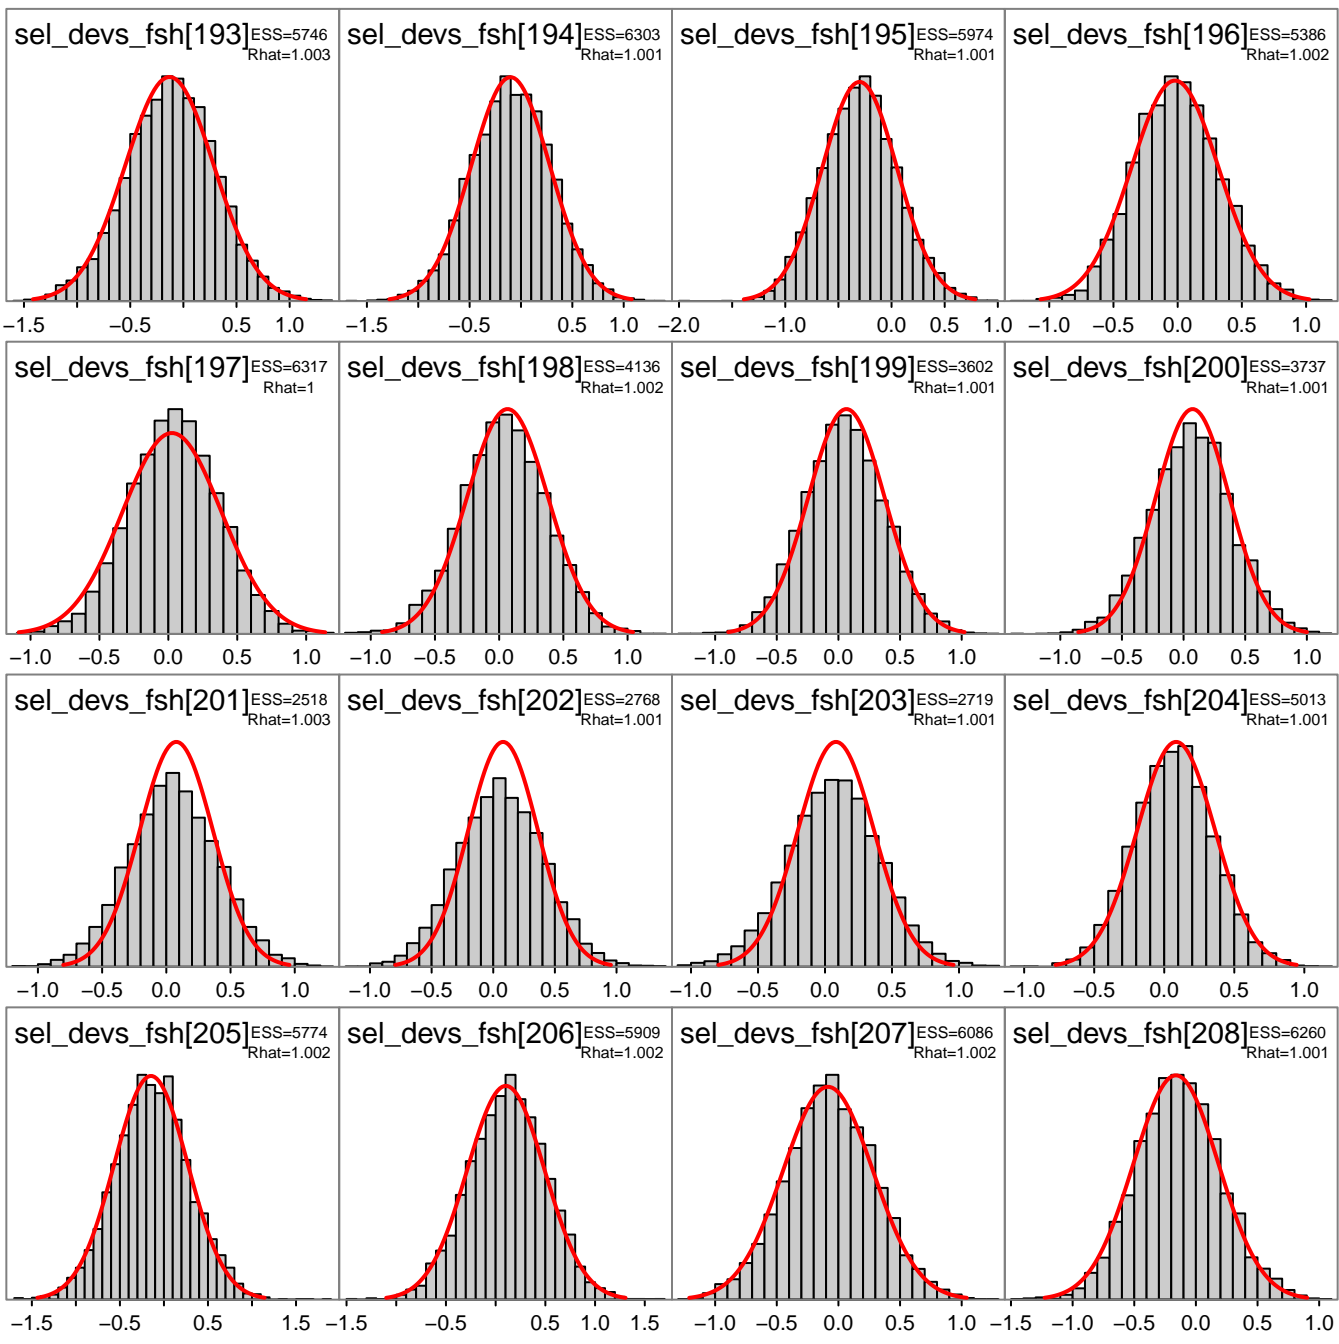 sel_devs_fsh[193] ESS=5746
Rhat=1.003
sel_devs_fsh[194] ESS=6303
Rhat=1.001
sel_devs_fsh[195] ESS=5974
Rhat=1.001
sel_devs_fsh[196] ESS=5386
Rhat=1.002
−1.5 −0.5 0.5 1.0
−1.5 −0.5 0.5 1.0
−2.0 −1.0 0.0 1.0
−1.0 −0.5 0.0 0.5 1.0
sel_devs_fsh[197] ESS=6317
Rhat=1
sel_devs_fsh[198] ESS=4136
Rhat=1.002
sel_devs_fsh[199] ESS=3602
Rhat=1.001
sel_devs_fsh[200] ESS=3737
Rhat=1.001
−1.0 −0.5 0.0 0.5 1.0
−1.0 −0.5 0.0 0.5 1.0
−1.0 −0.5 0.0 0.5 1.0
−1.0 −0.5 0.0 0.5 1.0
sel_devs_fsh[201] ESS=2518
Rhat=1.003
sel_devs_fsh[202] ESS=2768
Rhat=1.001
sel_devs_fsh[203] ESS=2719
Rhat=1.001
sel_devs_fsh[204] ESS=5013
Rhat=1.001
−1.0 −0.5 0.0 0.5 1.0
−1.0 −0.5 0.0 0.5 1.0
−1.0 −0.5 0.0 0.5 1.0
−1.0 −0.5 0.0 0.5 1.0
sel_devs_fsh[205] ESS=5774
Rhat=1.002
sel_devs_fsh[206] ESS=5909
Rhat=1.002
sel_devs_fsh[207] ESS=6086
Rhat=1.002
sel_devs_fsh[208] ESS=6260
Rhat=1.001
−1.5 −0.5 0.5 1.5
−1.5 −0.5 0.5 1.5
−1.0 −0.5 0.0 0.5 1.0
−1.5 −1.0 −0.5 0.0 0.5 1.0